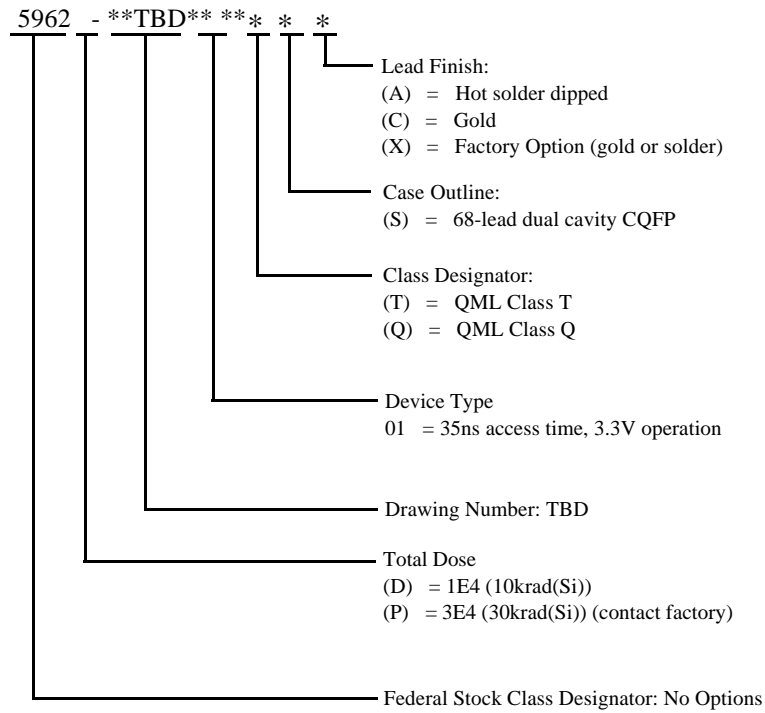 5962 - **TBD** *** * *
Lead Finish:
(A) = Hot solder dipped
(C) = Gold
(X) = Factory Option (gold or solder)
Case Outline:
(S) = 68-lead dual cavity CQFP
Class Designator:
(T) = QML Class T
(Q) = QML Class Q
Device Type
01 = 35ns access time, 3.3V operation
Drawing Number: TBD
Total Dose
(D) = 1E4 (10krad(Si))
(P) = 3E4 (30krad(Si)) (contact factory)
Federal Stock Class Designator: No Options